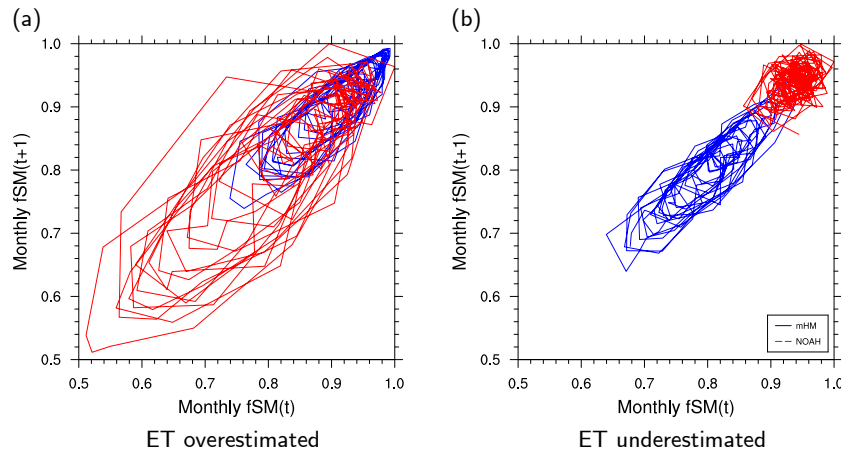 (a)
(b)
Monthly fSM(t+1)
1.0
0.9
0.8
0.7
0.6
0.5
0.5 0.6 0.7 0.8 0.9 1.0
Monthly fSM(t)
ET overestimated
Monthly fSM(t+1)
1.0
0.9
0.8
0.7
0.6
0.5
mHM
NOAH
0.5 0.6 0.7 0.8 0.9 1.0
Monthly fSM(t)
ET underestimated